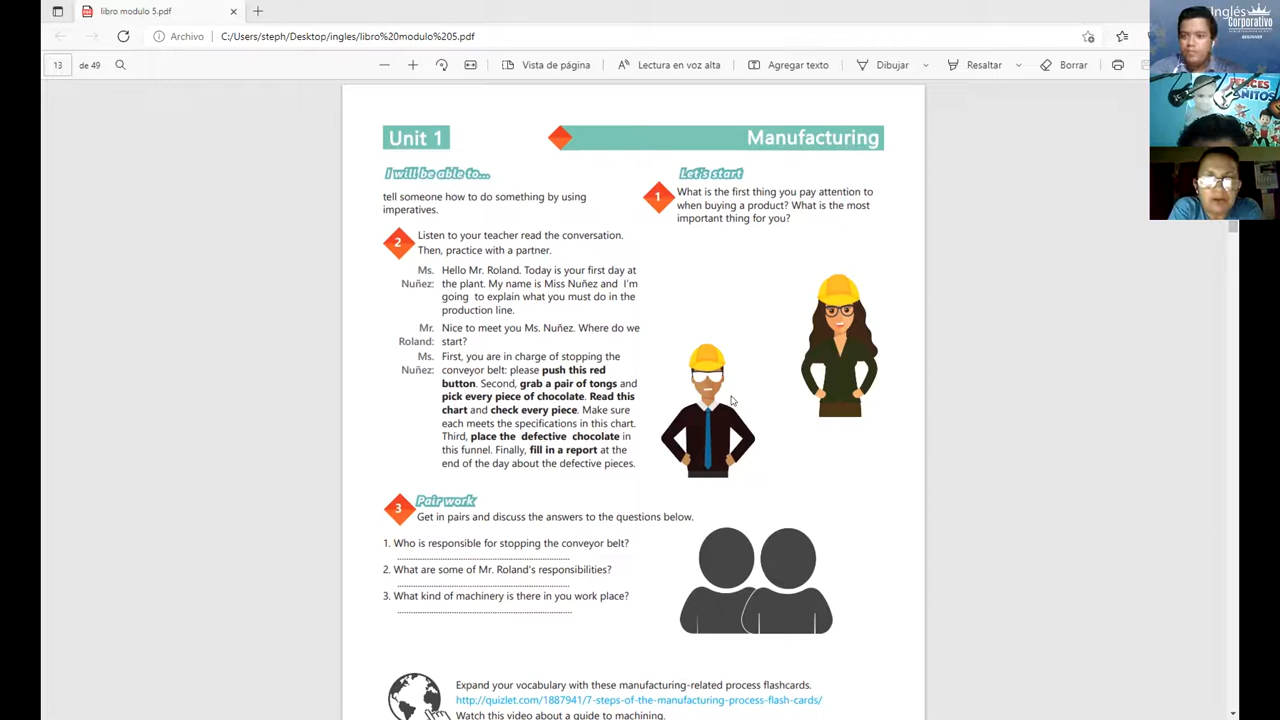 libro modulo 5.pdf
Archivo C:/Users/steph/Desktop/ingles/libro%20modulo%205.pdf
13 de 49 Vista de página Lectura en voz alta Agregar texto Dibujar Resaltar Borrar
Inglés
Corporativo
BEGINNER
Unit 1
Manufacturing
I will be able to...
tell someone how to do something by using
imperatives.
Let's start
1
What is the first thing you pay attention to
when buying a product? What is the most
important thing for you?
2
Listen to your teacher read the conversation.
Then, practice with a partner.
Ms. Hello Mr. Roland. Today is your first day at
Nuñez: the plant. My name is Miss Nuñez and I'm
going to explain what you must do in the
production line.
Mr. Nice to meet you Ms. Nuñez. Where do we
Roland: start?
Ms. First, you are in charge of stopping the
Nuñez: conveyor belt: please push this red
button. Second, grab a pair of tongs and
pick every piece of chocolate. Read this
chart and check every piece. Make sure
each meets the specifications in this chart.
Third, place the defective chocolate in
this funnel. Finally, fill in a report at the
end of the day about the defective pieces.
3
Pair work
Get in pairs and discuss the answers to the questions below.
1. Who is responsible for stopping the conveyor belt?
2. What are some of Mr. Roland's responsibilities?
3. What kind of machinery is there in you work place?
Expand your vocabulary with these manufacturing-related process flashcards.
http://quizlet.com/1887941/7-steps-of-the-manufacturing-process-flash-cards/
Watch this video about a guide to machining.